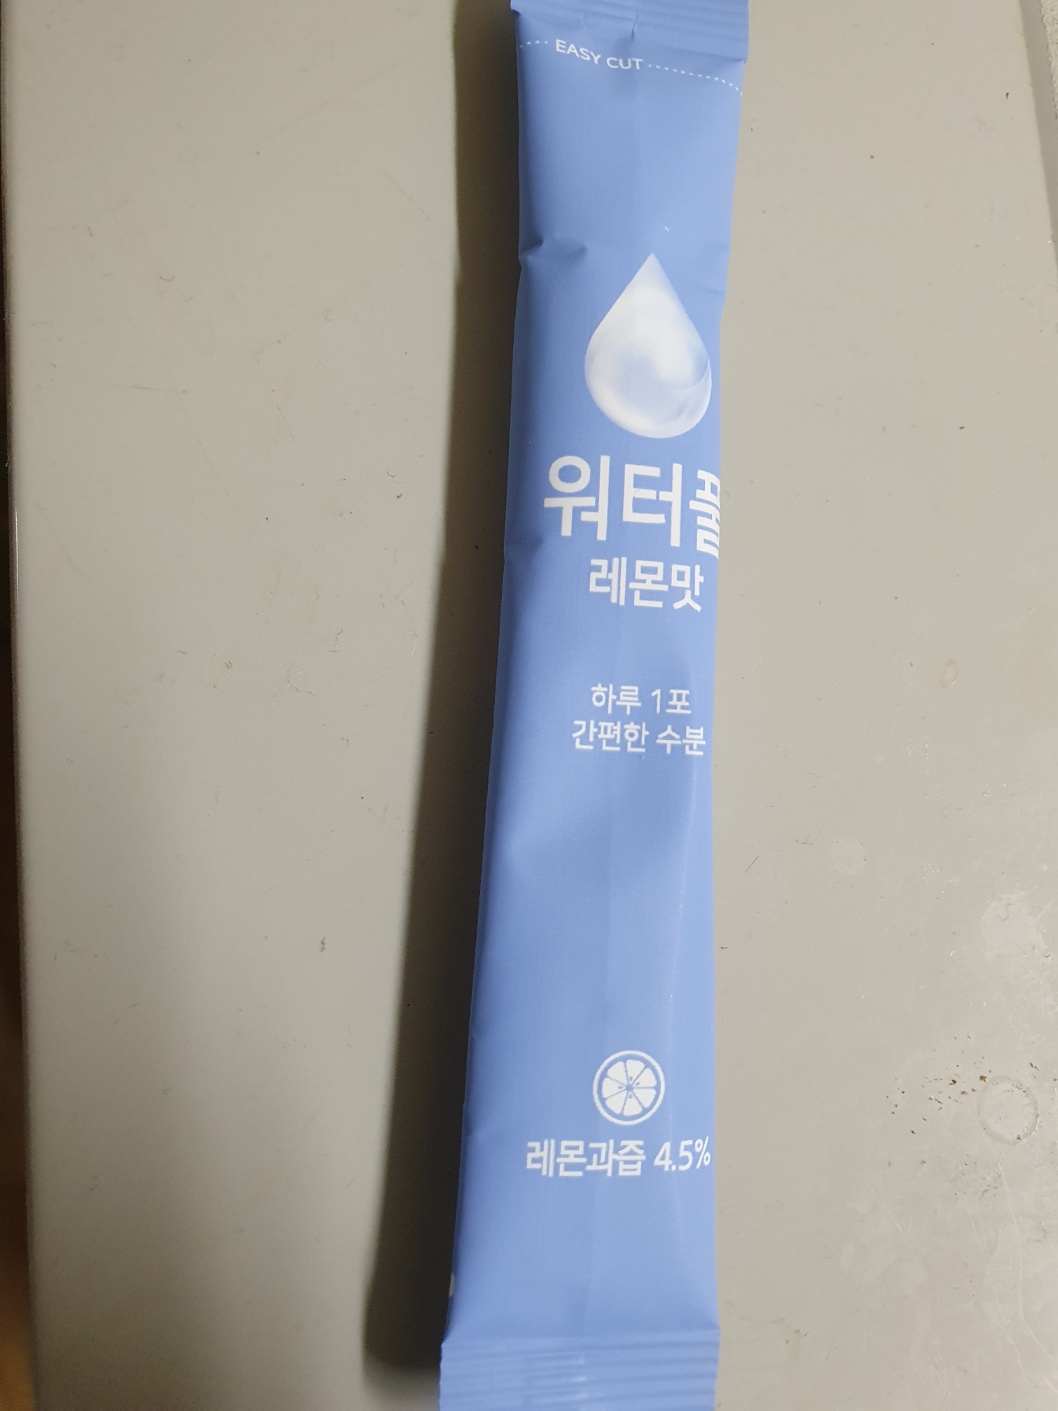 EASY CUT
워터풀
레몬맛
하루 1포
간편한 수분
레몬과즙 4.5%